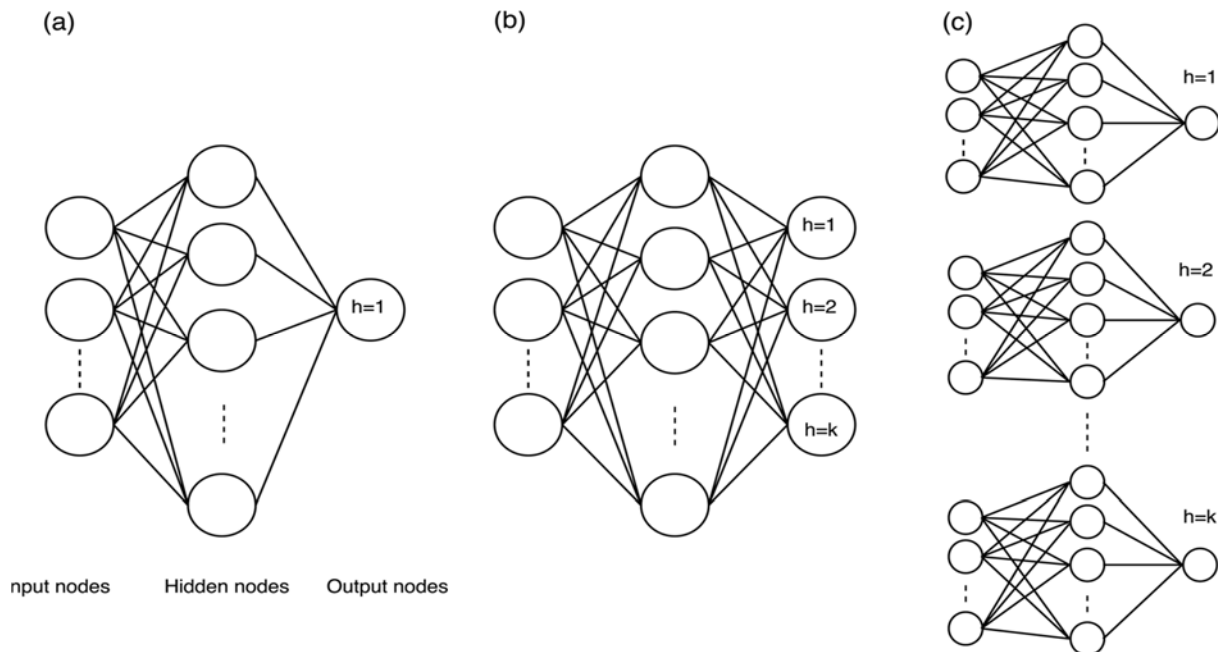 (a)
(b)
(c)
h=1
h=1
h=2
h=k
h=1
h=2
h=k
nput nodes
Hidden nodes
Output nodes